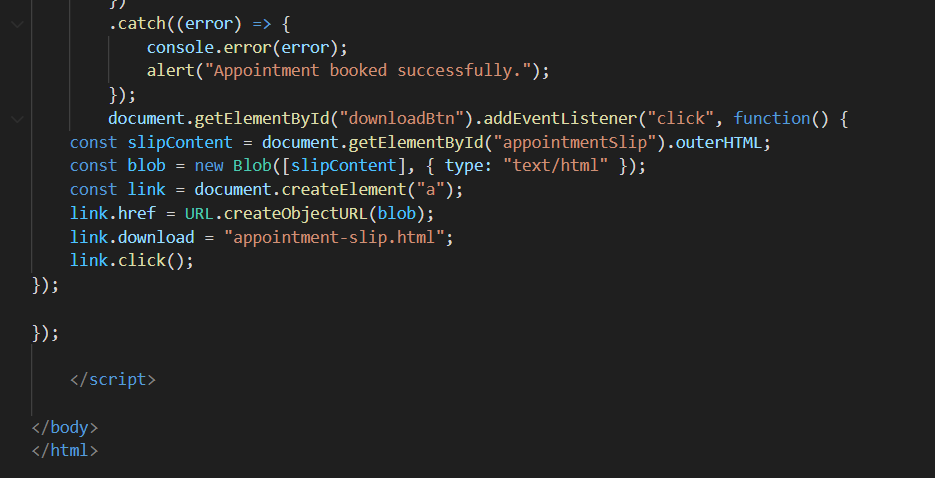 })
.catch((error) => {
console.error(error);
alert("Appointment booked successfully.");
});
document.getElementById("downloadBtn").addEventListener("click", function() {
const slipContent = document.getElementById("appointmentSlip").outerHTML;
const blob = new Blob([slipContent], { type: "text/html" });
const link = document.createElement("a");
link.href = URL.createObjectURL(blob);
link.download = "appointment-slip.html";
link.click();
});
});
</script>
</body>
</html>